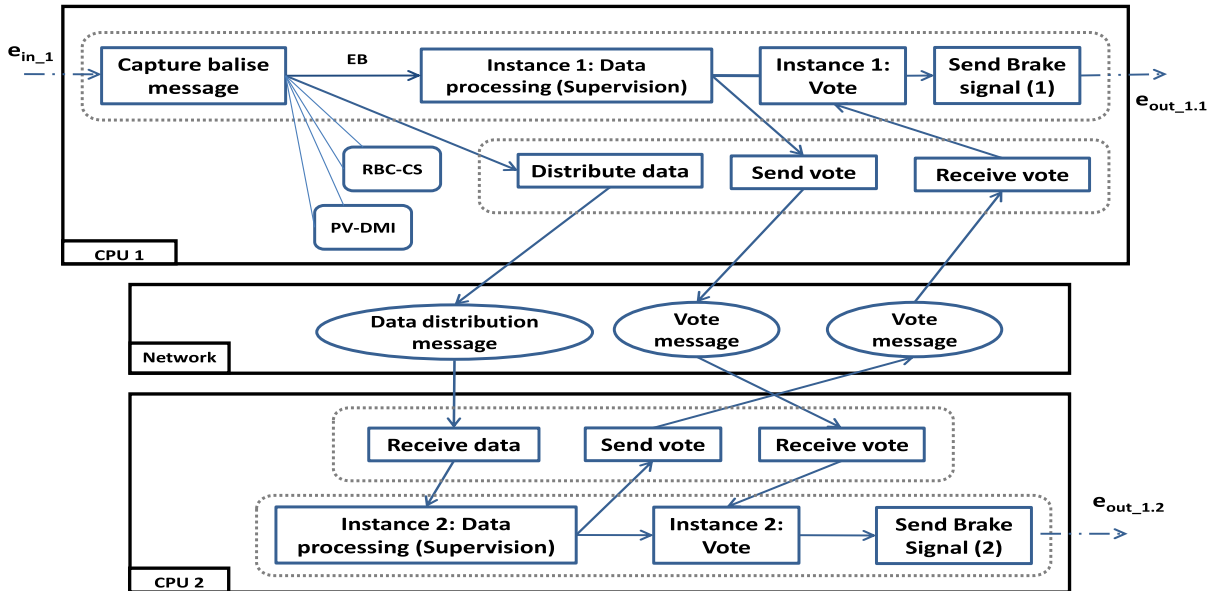 e_in_1
Capture balise
message
EB
Instance 1: Data
processing (Supervision)
Instance 1:
Vote
Send Brake
signal (1)
e_out_1.1
RBC-CS
PV-DMI
Distribute data
Send vote
Receive vote
CPU 1
Data distribution
message
Vote
message
Vote
message
Network
Receive data
Send vote
Receive vote
Instance 2: Data
processing (Supervision)
Instance 2:
Vote
Send Brake
Signal (2)
e_out_1.2
CPU 2